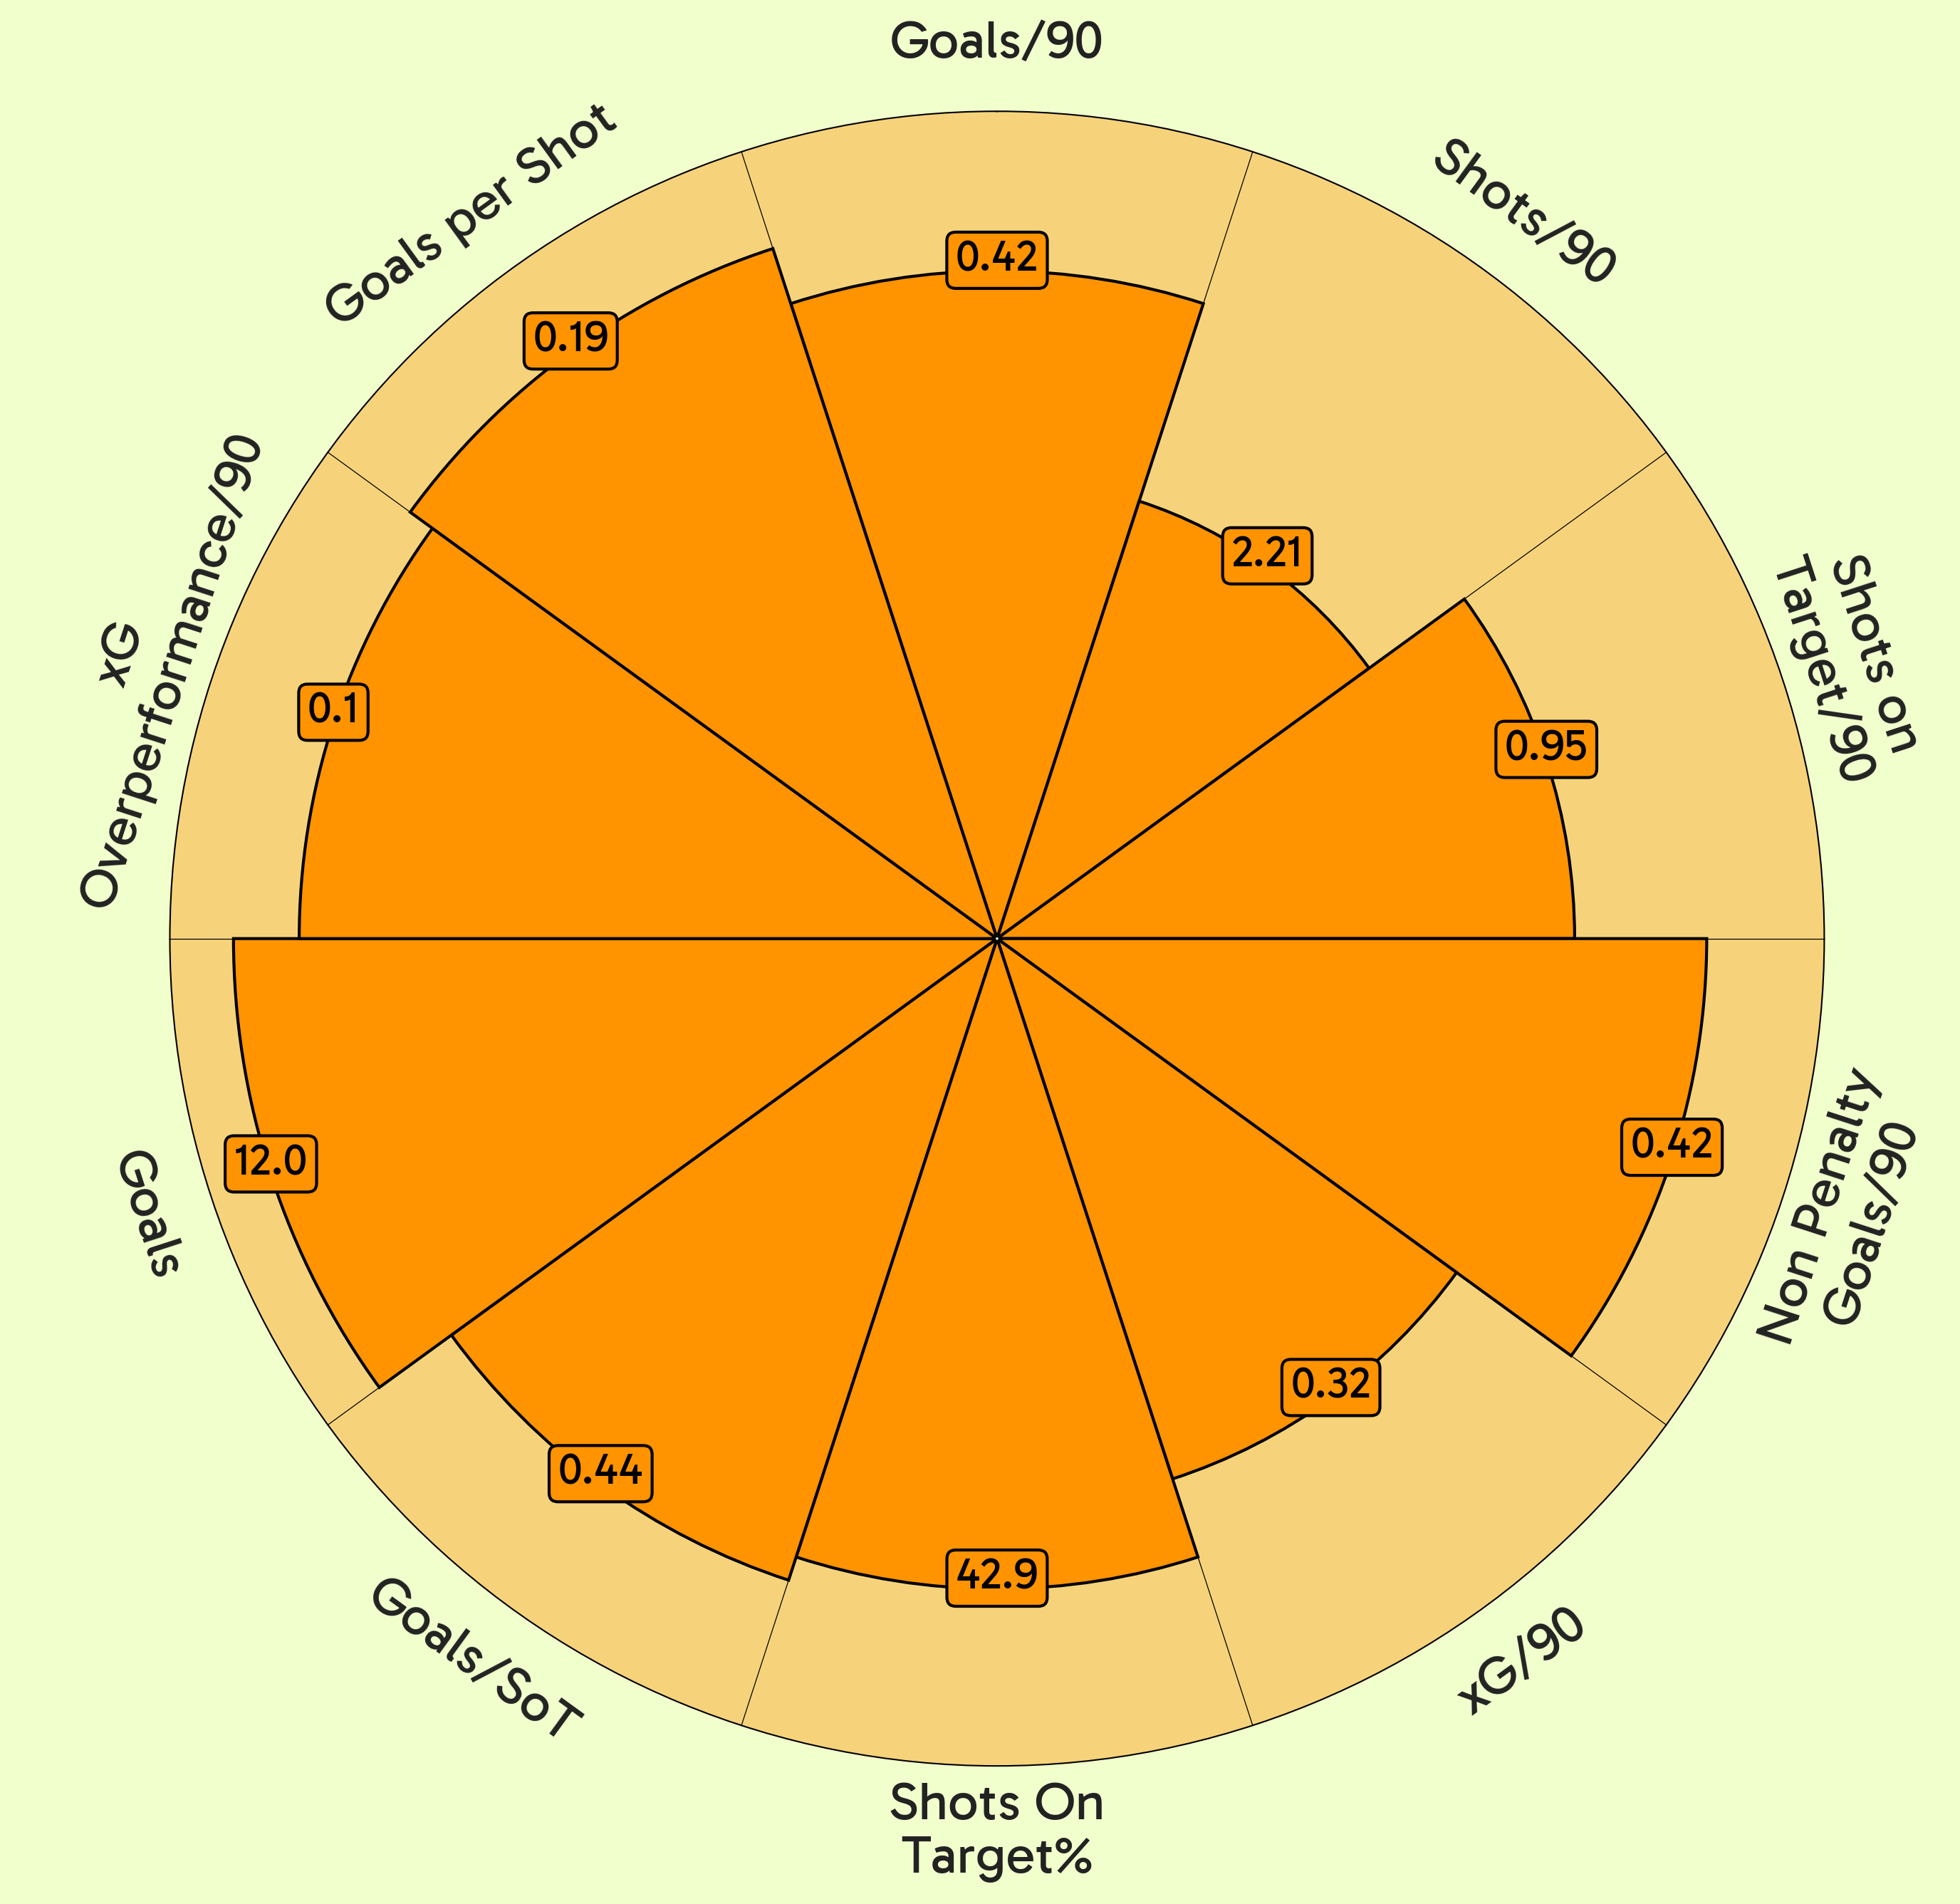 Goals/90
Shots/90
Shots on
Target/90
Non Penalty
Goals/90
xG/90
Shots On
Target%
Goals/SoT
Goals
xG
Overperformance/90
Goals per Shot
0.42
2.21
0.95
0.42
0.32
42.9
0.44
12.0
0.1
0.19